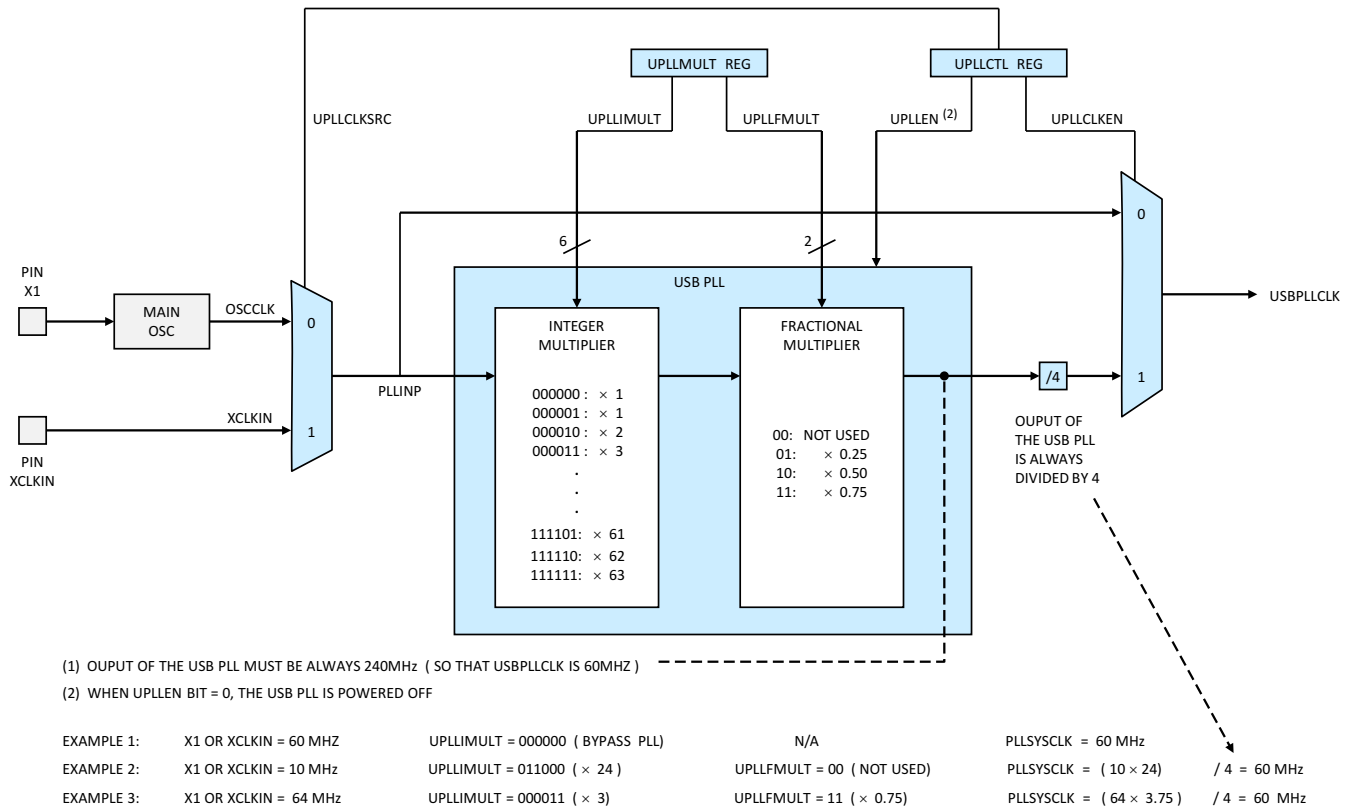 UPLLMULT REG
UPLLCTL REG
UPLLCLKSRC
UPLLIMULT
UPLLFMULT
UPLLEN (2)
UPLLCLKEN
0
6
2
PIN
X1
USB PLL
MAIN
OSC
OSCCLK
0
INTEGER
MULTIPLIER
FRACTIONAL
MULTIPLIER
USBPLLCLK
PLLINP
/4
1
XCLKIN
1
PIN
XCLKIN
000000 : × 1
000001 : × 1
000010 : × 2
000011 : × 3
.
.
.
111101: × 61
111110: × 62
111111: × 63
00: NOT USED
01: × 0.25
10: × 0.50
11: × 0.75
OUPUT OF
THE USB PLL
IS ALWAYS
DIVIDED BY 4
(1) OUPUT OF THE USB PLL MUST BE ALWAYS 240MHz ( SO THAT USBPLLCLK IS 60MHZ )
(2) WHEN UPLLEN BIT = 0, THE USB PLL IS POWERED OFF
EXAMPLE 1: X1 OR XCLKIN = 60 MHZ UPLLIMULT = 000000 ( BYPASS PLL) N/A PLLSYSCLK = 60 MHz
EXAMPLE 2: X1 OR XCLKIN = 10 MHz UPLLIMULT = 011000 ( × 24 ) UPLLFMULT = 00 ( NOT USED) PLLSYSCLK = ( 10 × 24) / 4 = 60 MHz
EXAMPLE 3: X1 OR XCLKIN = 64 MHz UPLLIMULT = 000011 ( × 3) UPLLFMULT = 11 ( × 0.75) PLLSYSCLK = ( 64 × 3.75 ) / 4 = 60 MHz